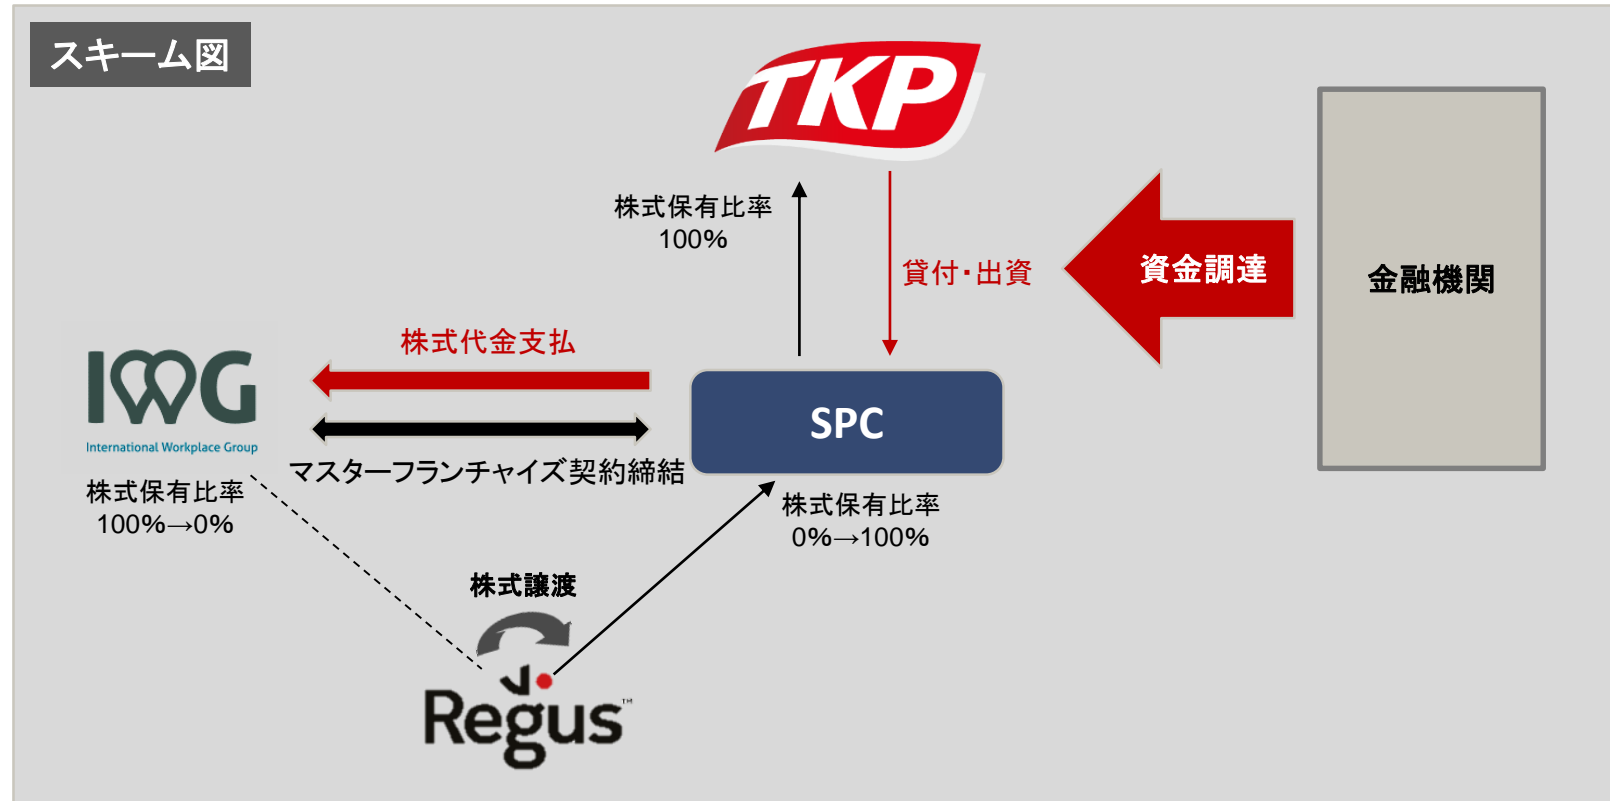 スキーム図
TKP
株式保有比率
100%
貸付・出資
資金調達
金融機関
株式代金支払
IWG
International Workplace Group
SPC
マスターフランチャイズ契約締結
株式保有比率
100%→0%
株式保有比率
0%→100%
株式譲渡
Regus™